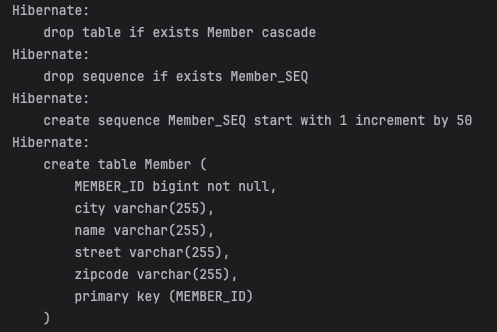 Hibernate:
    drop table if exists Member cascade
Hibernate:
    drop sequence if exists Member_SEQ
Hibernate:
    create sequence Member_SEQ start with 1 increment by 50
Hibernate:
    create table Member (
        MEMBER_ID bigint not null,
        city varchar(255),
        name varchar(255),
        street varchar(255),
        zipcode varchar(255),
        primary key (MEMBER_ID)
    )